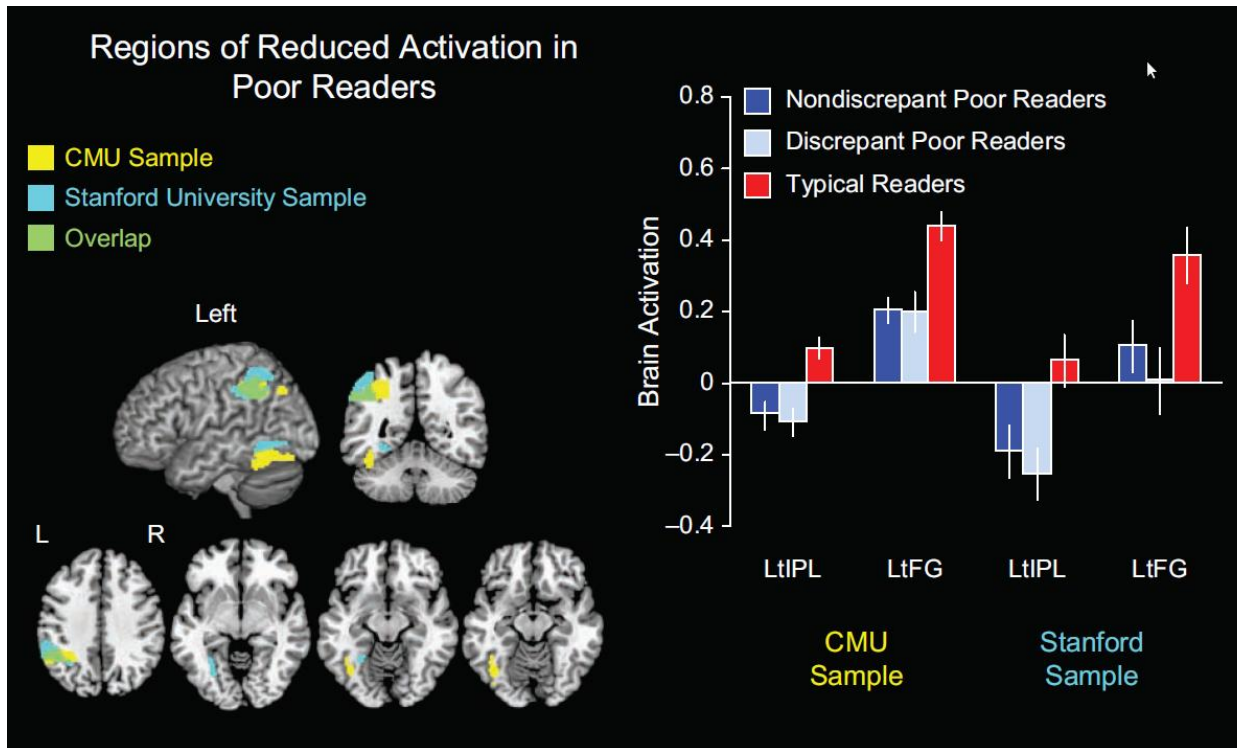 Regions of Reduced Activation in
Poor Readers
CMU Sample
Stanford University Sample
Overlap
Left
L
R
Nondiscrepant Poor Readers
Discrepant Poor Readers
Typical Readers
Brain Activation
0.8
0.6
0.4
0.2
0
–0.2
–0.4
LtIPL
LtFG
LtIPL
LtFG
CMU
Sample
Stanford
Sample